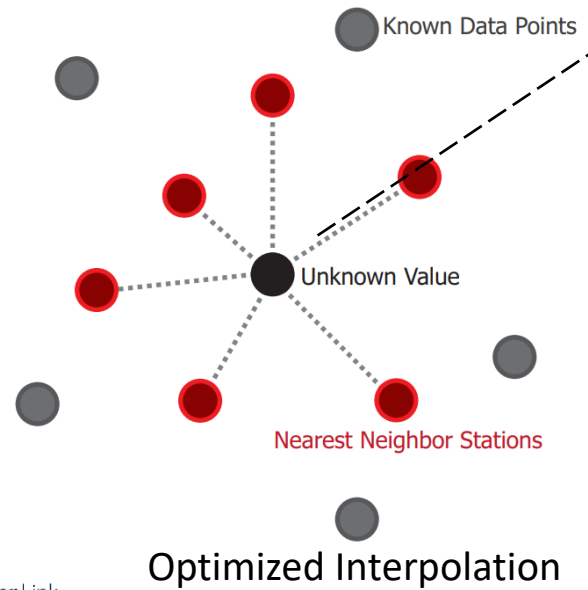 Known Data Points
Unknown Value
Nearest Neighbor Stations
Optimized Interpolation